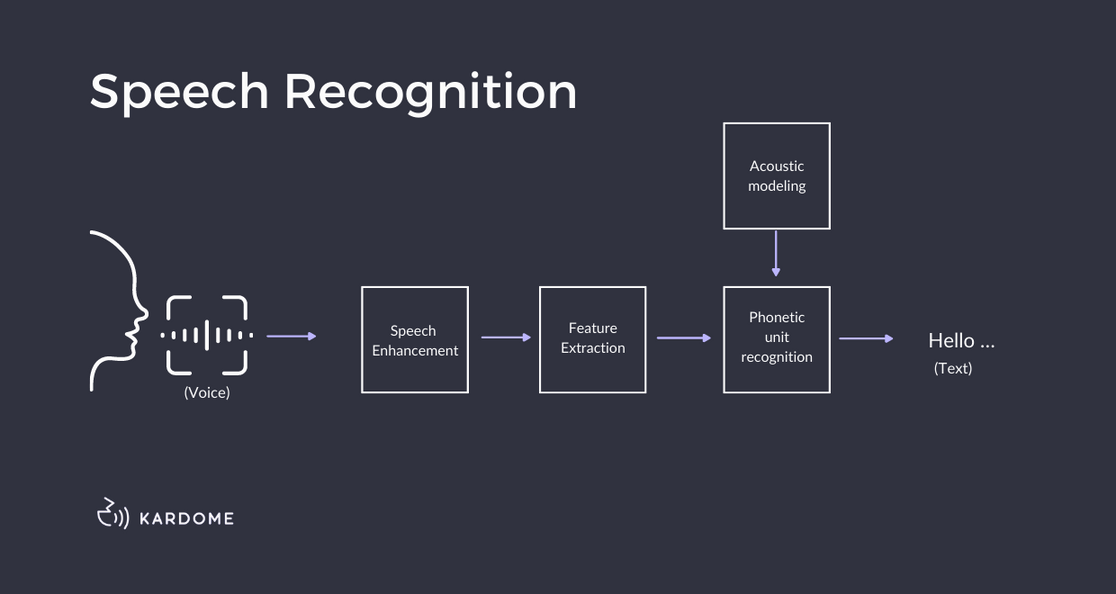 Speech Recognition
Acoustic
modeling
(Voice)
Speech
Enhancement
Feature
Extraction
Phonetic
unit
recognition
Hello ...
(Text)
KARDOME